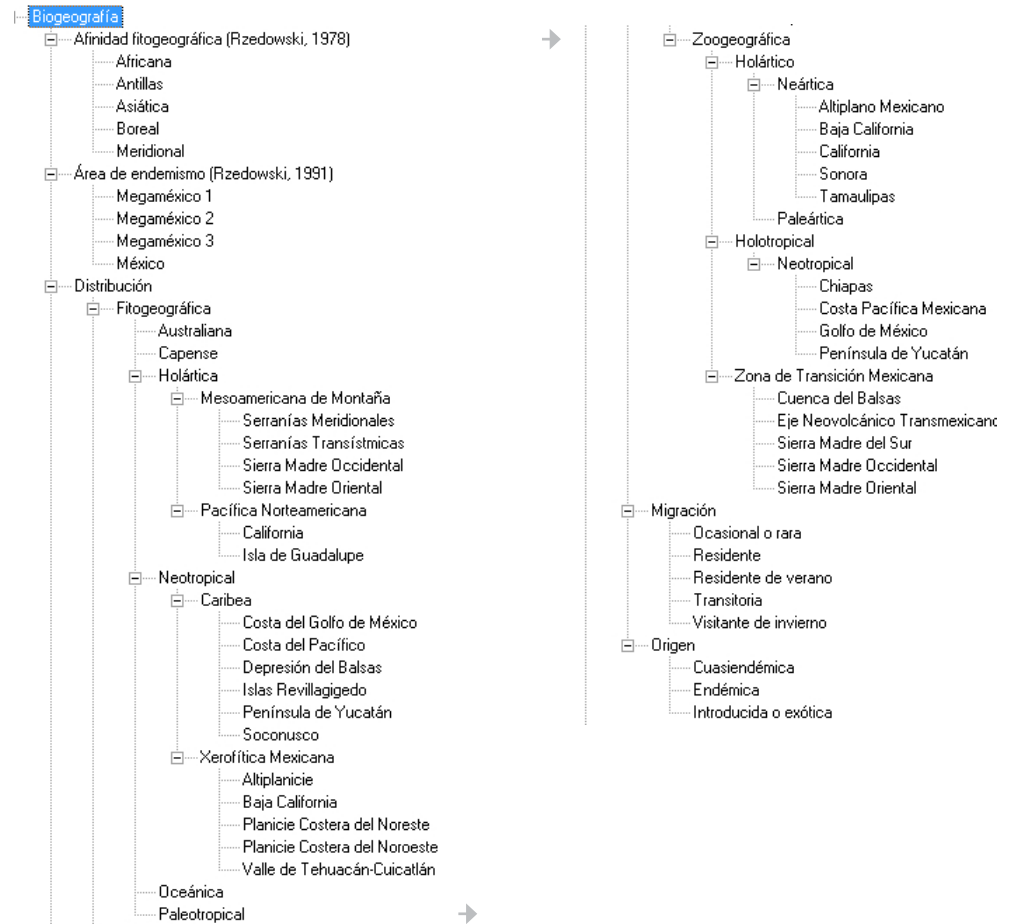 Biogeografía
Afinidad fitogeográfica (Rzedowski, 1978)
Africana
Antillas
Asiática
Boreal
Meridional
Área de endemismo (Rzedowski, 1991)
Megaméxico 1
Megaméxico 2
Megaméxico 3
México
Distribución
Fitogeográfica
Australiana
Capense
Holártica
Mesoamericana de Montaña
Serranías Meridionales
Serranías Transístmicas
Sierra Madre Occidental
Sierra Madre Oriental
Pacífica Norteamericana
California
Isla de Guadalupe
Neotropical
Caribea
Costa del Golfo de México
Costa del Pacífico
Depresión del Balsas
Islas Revillagigedo
Península de Yucatán
Soconusco
Xerofítica Mexicana
Altiplanicie
Baja California
Planicie Costera del Noreste
Planicie Costera del Noroeste
Valle de Tehuacán-Cuicatlán
Oceánica
Paleotropical
Zoogeográfica
Holártico
Neártica
Altiplano Mexicano
Baja California
California
Sonora
Tamaulipas
Paleártica
Holotropical
Neotropical
Chiapas
Costa Pacífica Mexicana
Golfo de México
Península de Yucatán
Zona de Transición Mexicana
Cuenca del Balsas
Eje Neovolcánico Transmexicano
Sierra Madre del Sur
Sierra Madre Occidental
Sierra Madre Oriental
Migración
Ocasional o rara
Residente
Residente de verano
Transitoria
Visitante de invierno
Origen
Cuasiendémica
Endémica
Introducida o exótica